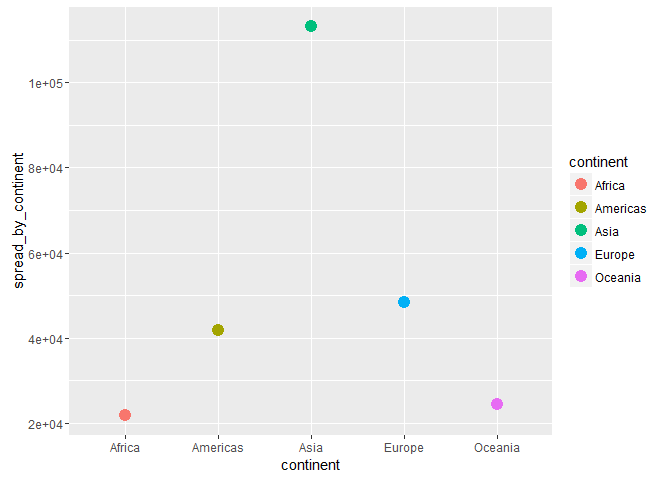 spread_by_continent
1e+05
8e+04
6e+04
4e+04
2e+04
Africa
Americas
Asia
Europe
Oceania
continent
continent
Africa
Americas
Asia
Europe
Oceania